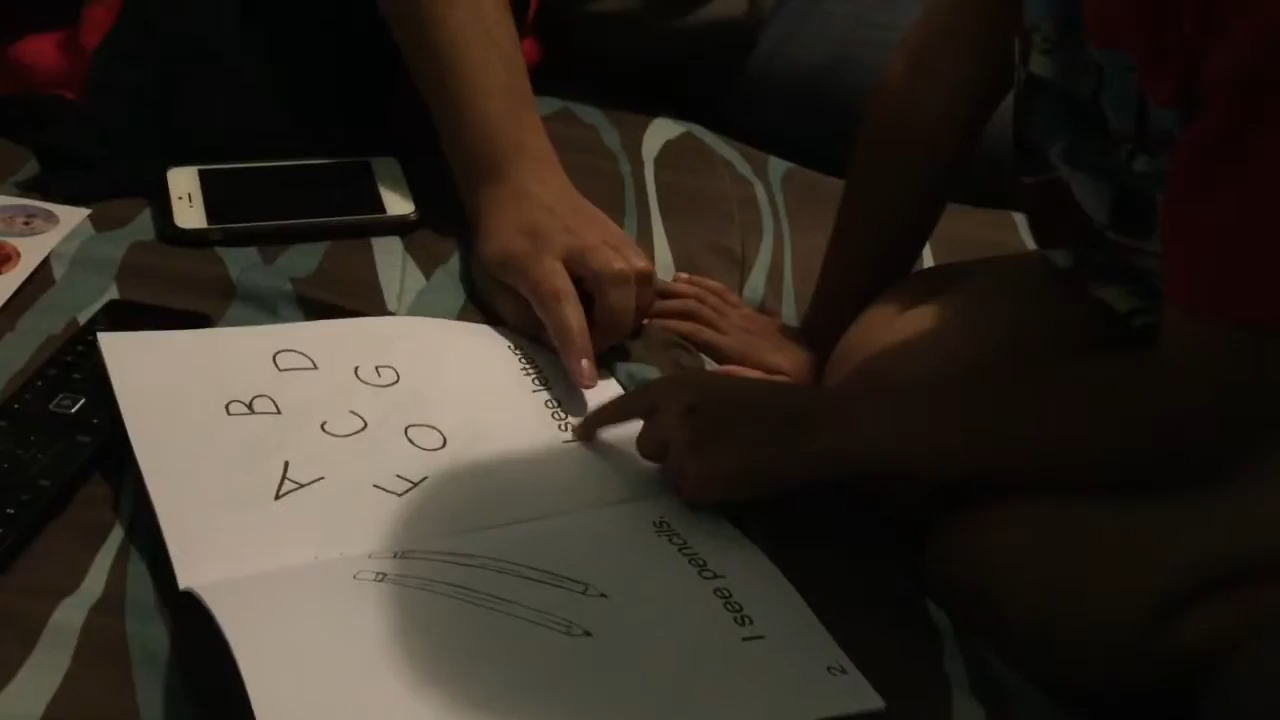 I see pencils.
2.
A B
F C D
O G
I see letters.